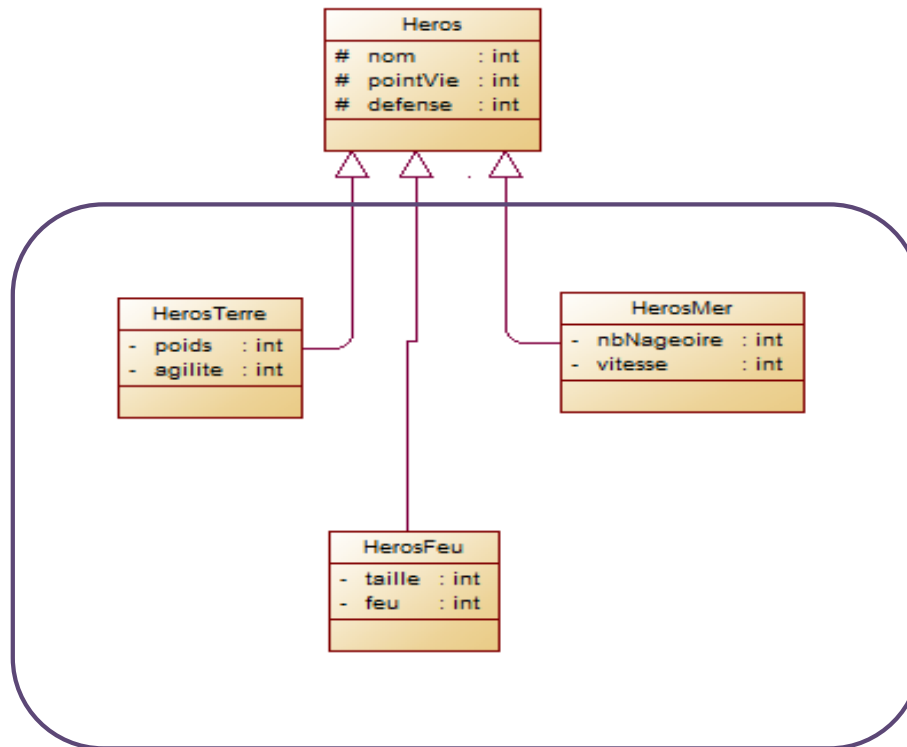 Heros
# nom : int
# pointVie : int
# defense : int
HerosTerre
- poids : int
- agilite : int
HerosMer
- nbNageoire : int
- vitesse : int
HerosFeu
- taille : int
- feu : int